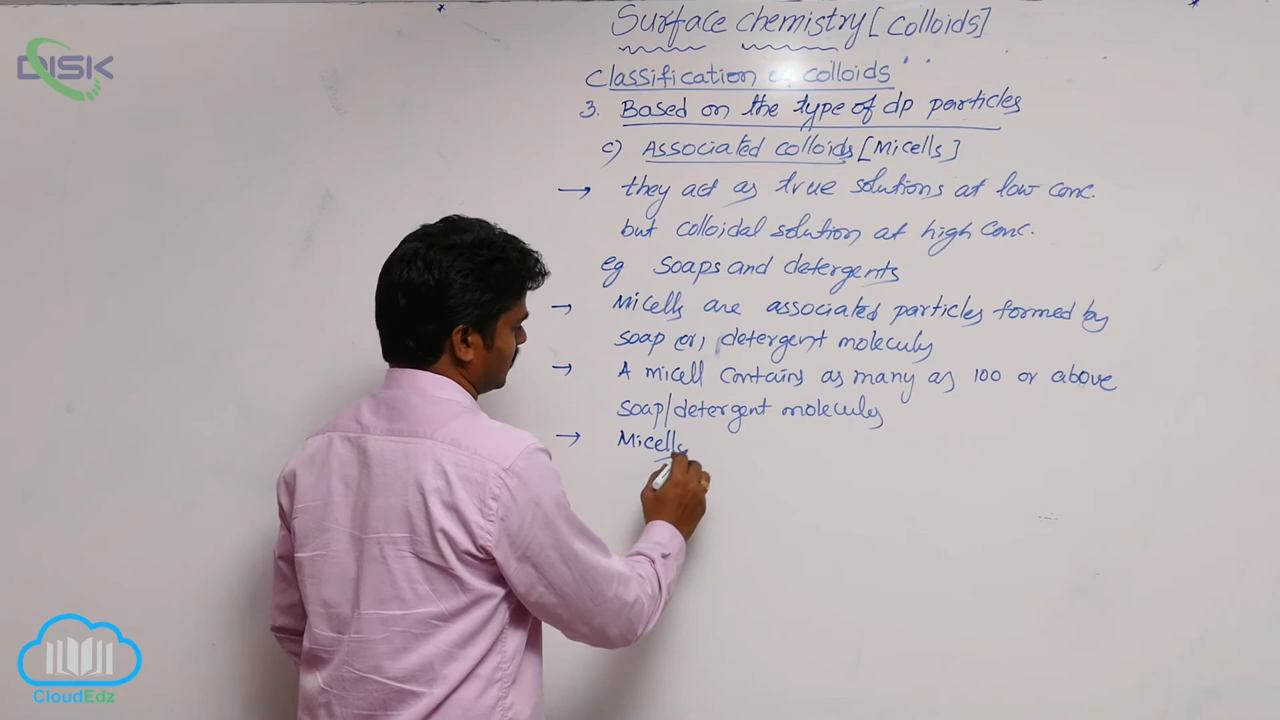 DISK
Surface chemistry [colloids]
Classification of colloids
3. Based on the type of dp particles
c) Associated colloids [Micells]
→ they act as true solutions at low conc.
but colloidal solution at high conc.
eg soaps and detergents
→ Micells are associated particles formed by
soap or, detergent molecules
→ A micell contains as many as 100 or above
soap/detergent molecules
→ Micells
CloudEdz